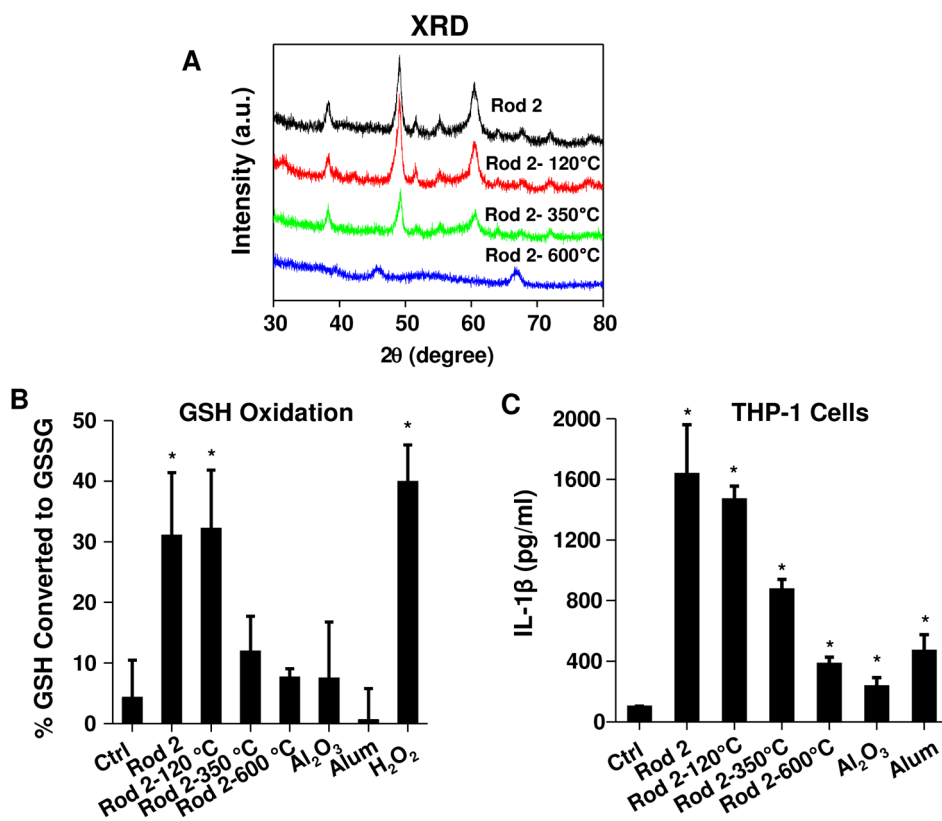 XRD
A
Intensity (a.u.)
Rod 2
Rod 2- 120°C
Rod 2- 350°C
Rod 2- 600°C
30 40 50 60 70 80
2θ (degree)
B
GSH Oxidation
% GSH Converted to GSSG
50
40
30
20
10
0
* * *
Ctrl
Rod 2
Rod 2-120 °C
Rod 2-350 °C
Rod 2-600 °C
Al₂O₃
Alum
H₂O₂
C
THP-1 Cells
IL-1β (pg/ml)
2000
1600
1200
800
400
0
* * * * * *
Ctrl
Rod 2
Rod 2-120°C
Rod 2-350°C
Rod 2-600°C
Al₂O₃
Alum